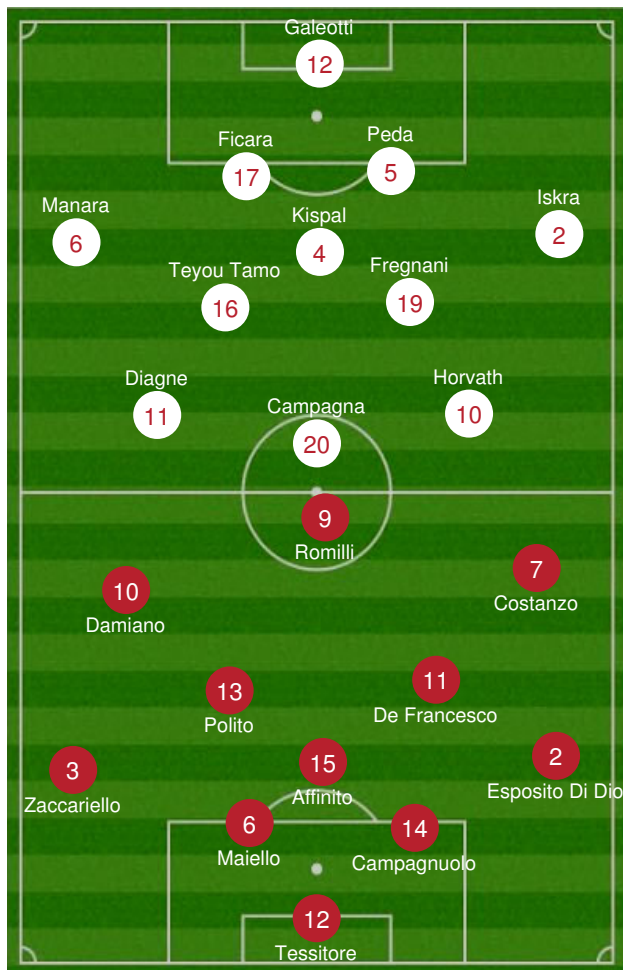 Galeotti
12
Ficara
17
Peda
5
Manara
6
Kispal
4
Iskra
2
Teyou Tamo
16
Fregnani
19
Diagne
11
Campagna
20
Horvath
10
9
Romilli
10
Damiano
7
Costanzo
13
Polito
11
De Francesco
3
Zaccariello
15
Affinito
2
Esposito Di Dio
6
Maiello
14
Campagnuolo
12
Tessitore